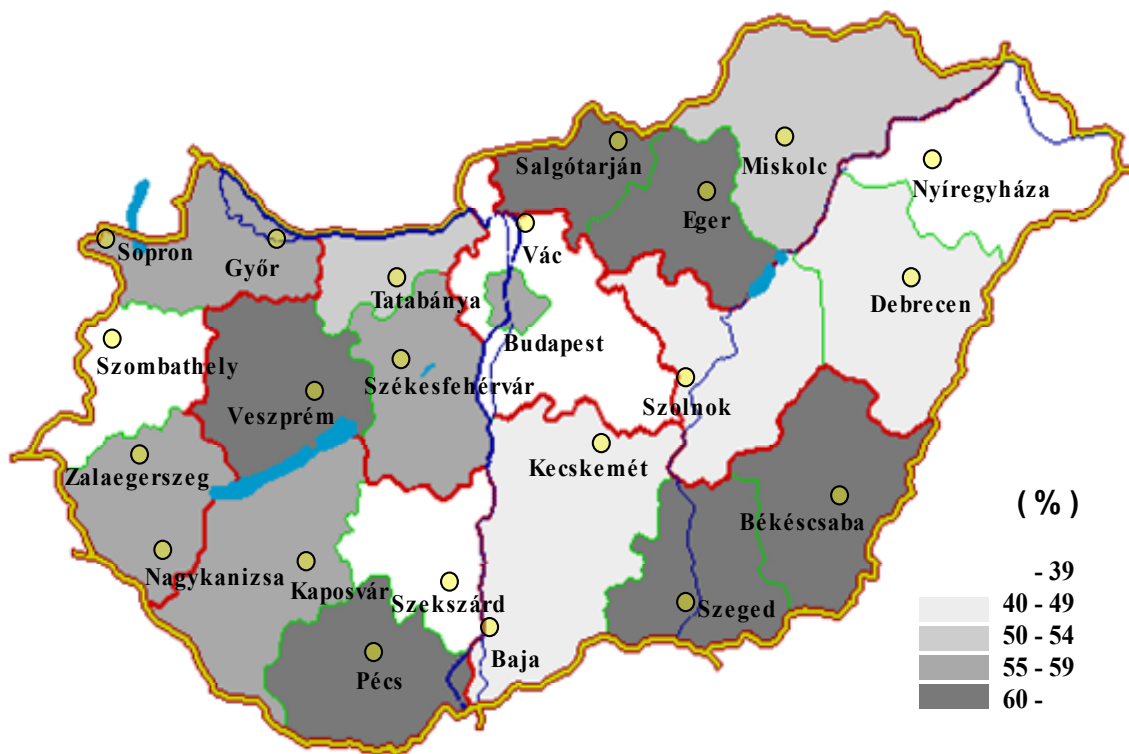 Salgótarján
Miskolc
Nyíregyháza
Eger
Sopron
Győr
Vác
Tatabánya
Debrecen
Budapest
Szombathely
Székesfehérvár
Szolnok
Veszprém
Kecskemét
Zalaegerszeg
Békéscsaba
( % )
Nagykanizsa
Kaposvár
Szekszárd
Szeged
Baja
Pécs
- 39
40 - 49
50 - 54
55 - 59
60 -